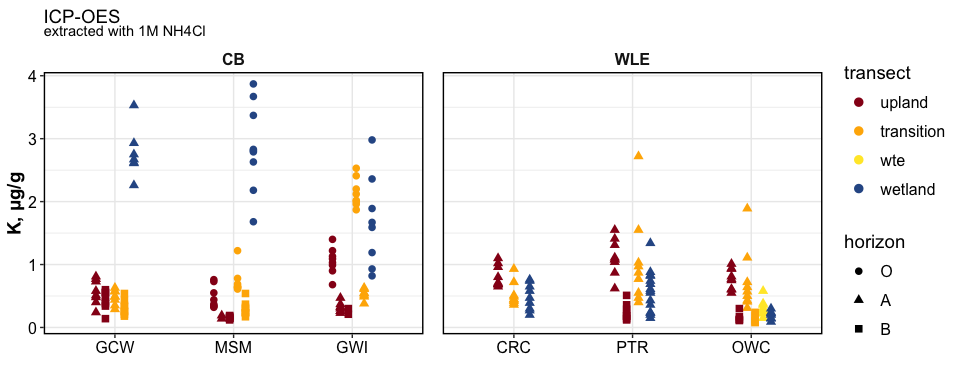 ICP-OES
extracted with 1M NH4Cl
CB
WLE
K, µg/g
4
3
2
1
0
GCW
MSM
GWI
CRC
PTR
OWC
transect
upland
transition
wte
wetland
horizon
O
A
B